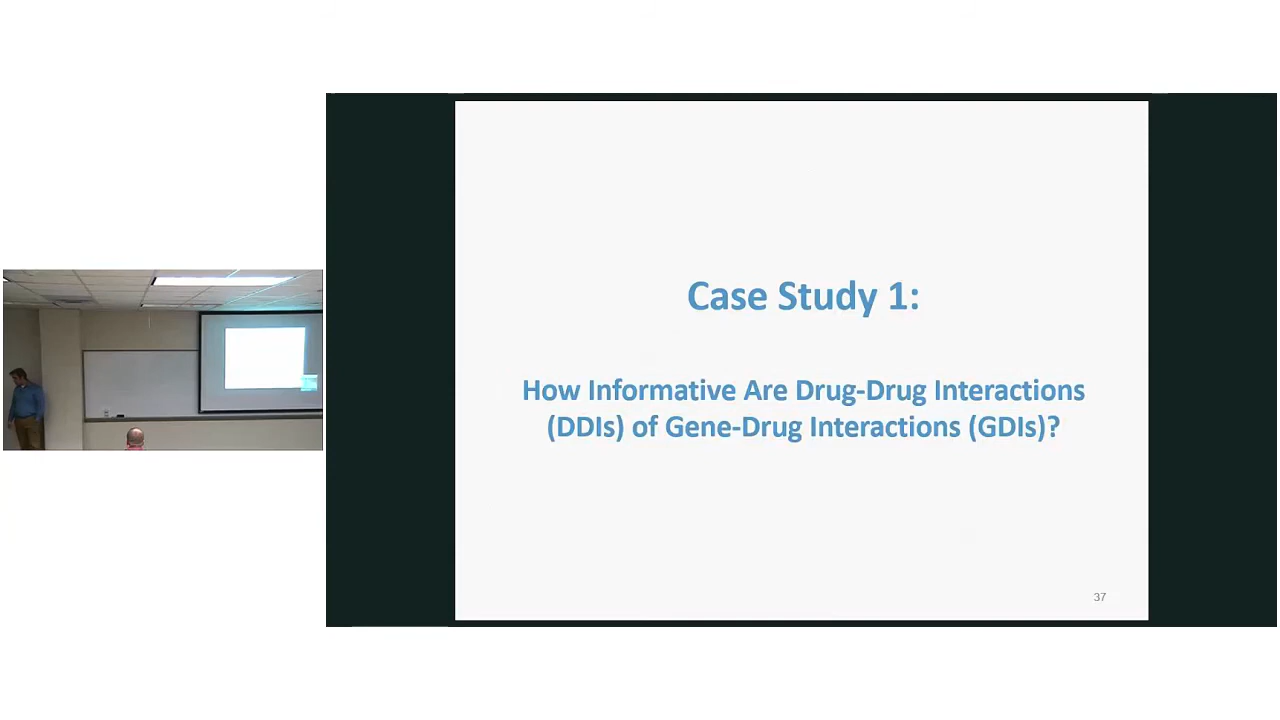 Case Study 1:
How Informative Are Drug-Drug Interactions
(DDIs) of Gene-Drug Interactions (GDIs)?
37